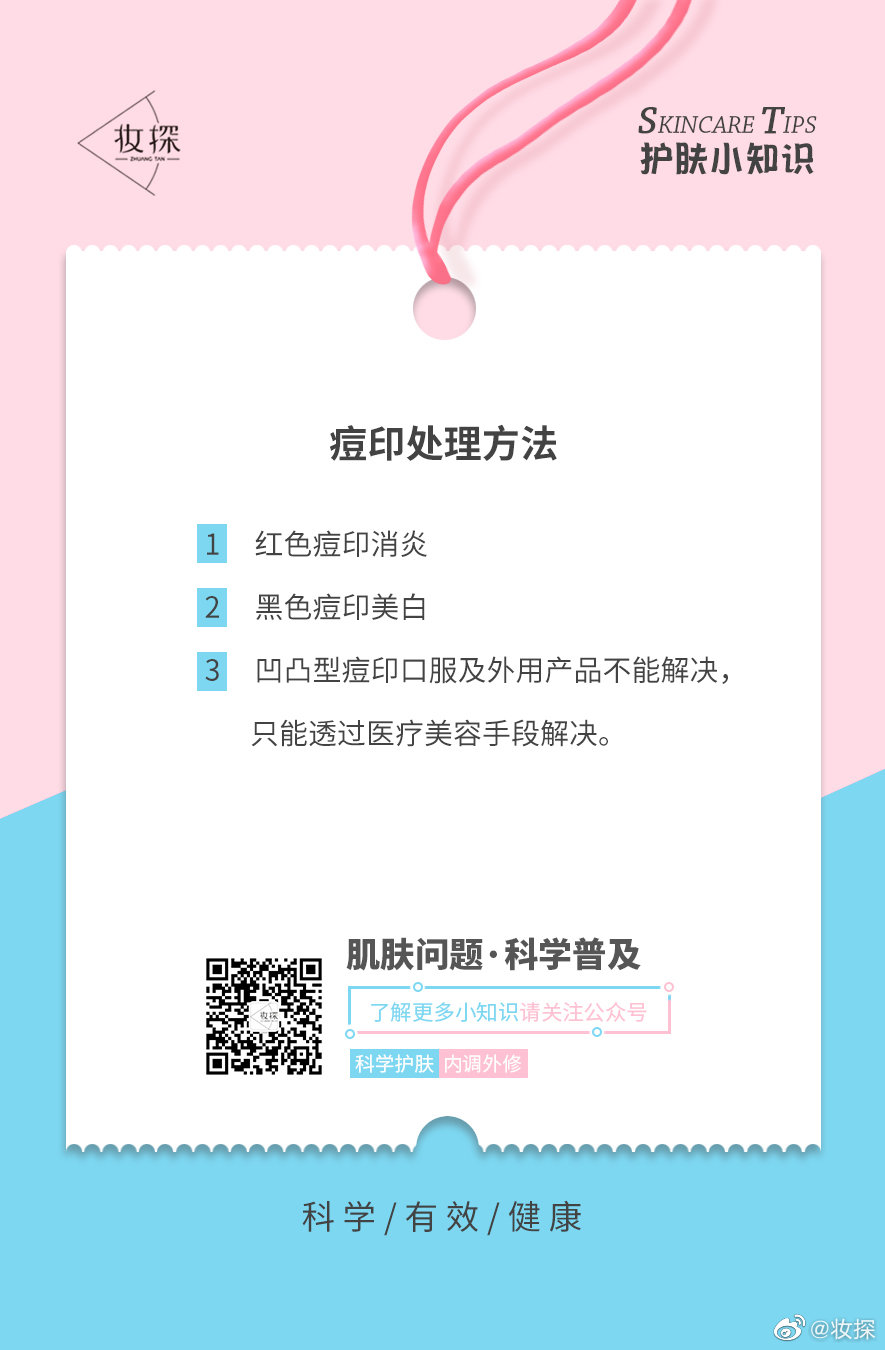 妆探
ZHUANG TAN
SKINCARE TIPS
护肤小知识
痘印处理方法
1 红色痘印消炎
2 黑色痘印美白
3 凹凸型痘印口服及外用产品不能解决，
只能透过医疗美容手段解决。
肌肤问题·科学普及
了解更多小知识请关注公众号
科学护肤 内调外修
妆探
科学/有效/健康
@妆探